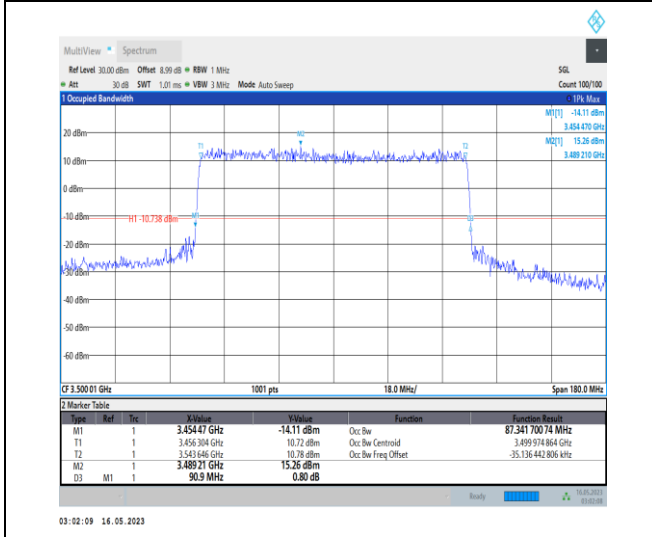 MultiView Spectrum
Ref Level 30.00 dBm Offset 8.99 dB RBW 1 MHz SGL
Att 30 dB SWT 1.01 ms VBW 3 MHz Mode Auto Sweep Count 100/100
1 Occupied Bandwidth 1Pk Max
M1[1] -14.11 dBm
3.454 470 GHz
20 dBm M2 M2[1] 15.26 dBm
T1 T2
10 dBm 3.489 210 GHz
0 dBm
-10 dBm H1 -10.738 dBm M1
-20 dBm
-30 dBm
-40 dBm
-50 dBm
-60 dBm
CF 3.500 01 GHz 1001 pts 18.0 MHz/ Span 180.0 MHz
2 Marker Table
Type Ref Trc X-Value Y-Value Function Function Result
M1 1 3.454 47 GHz -14.11 dBm Occ Bw 87.341 700 74 MHz
T1 1 3.456 304 GHz 10.72 dBm Occ Bw Centroid 3.499 974 864 GHz
T2 1 3.543 646 GHz 10.78 dBm Occ Bw Freq Offset -35.136 442 806 kHz
M2 1 3.489 21 GHz 15.26 dBm
D3 M1 1 90.9 MHz 0.80 dB
Ready 16.05.2023
03:02:08
03:02:09 16.05.2023